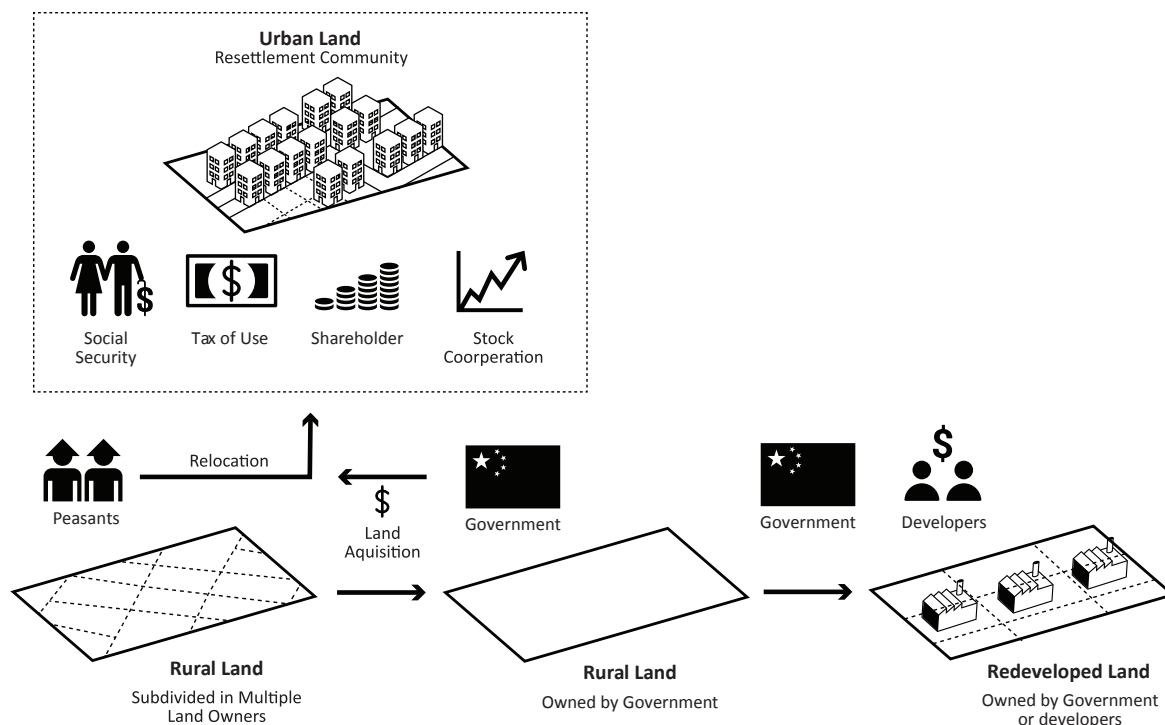 Urban Land
Resettlement Community
Social
Security
Tax of Use
Shareholder
Stock
Coorperation
Relocation
Peasants
$
Land
Aquisition
Government
Government
$
Developers
Rural Land
Subdivided in Multiple
Land Owners
Rural Land
Owned by Government
Redeveloped Land
Owned by Government
or developers